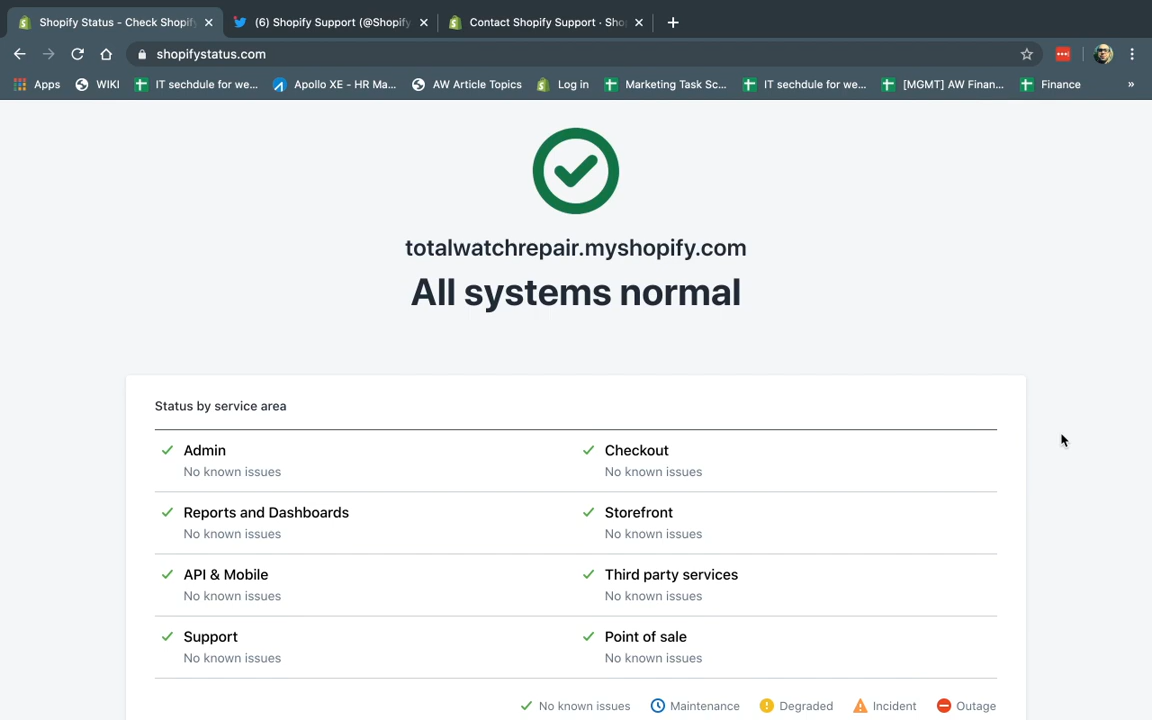 Shopify Status - Check Shopif
(6) Shopify Support (@Shopify
Contact Shopify Support · Sho
shopifystatus.com
Apps
WIKI
IT sechdule for we...
Apollo XE - HR Ma...
AW Article Topics
Log in
Marketing Task Sc...
IT sechdule for we...
[MGMT] AW Finan...
Finance
»
totalwatchrepair.myshopify.com
All systems normal
Status by service area
Admin
No known issues
Checkout
No known issues
Reports and Dashboards
No known issues
Storefront
No known issues
API & Mobile
No known issues
Third party services
No known issues
Support
No known issues
Point of sale
No known issues
No known issues Maintenance Degraded Incident Outage